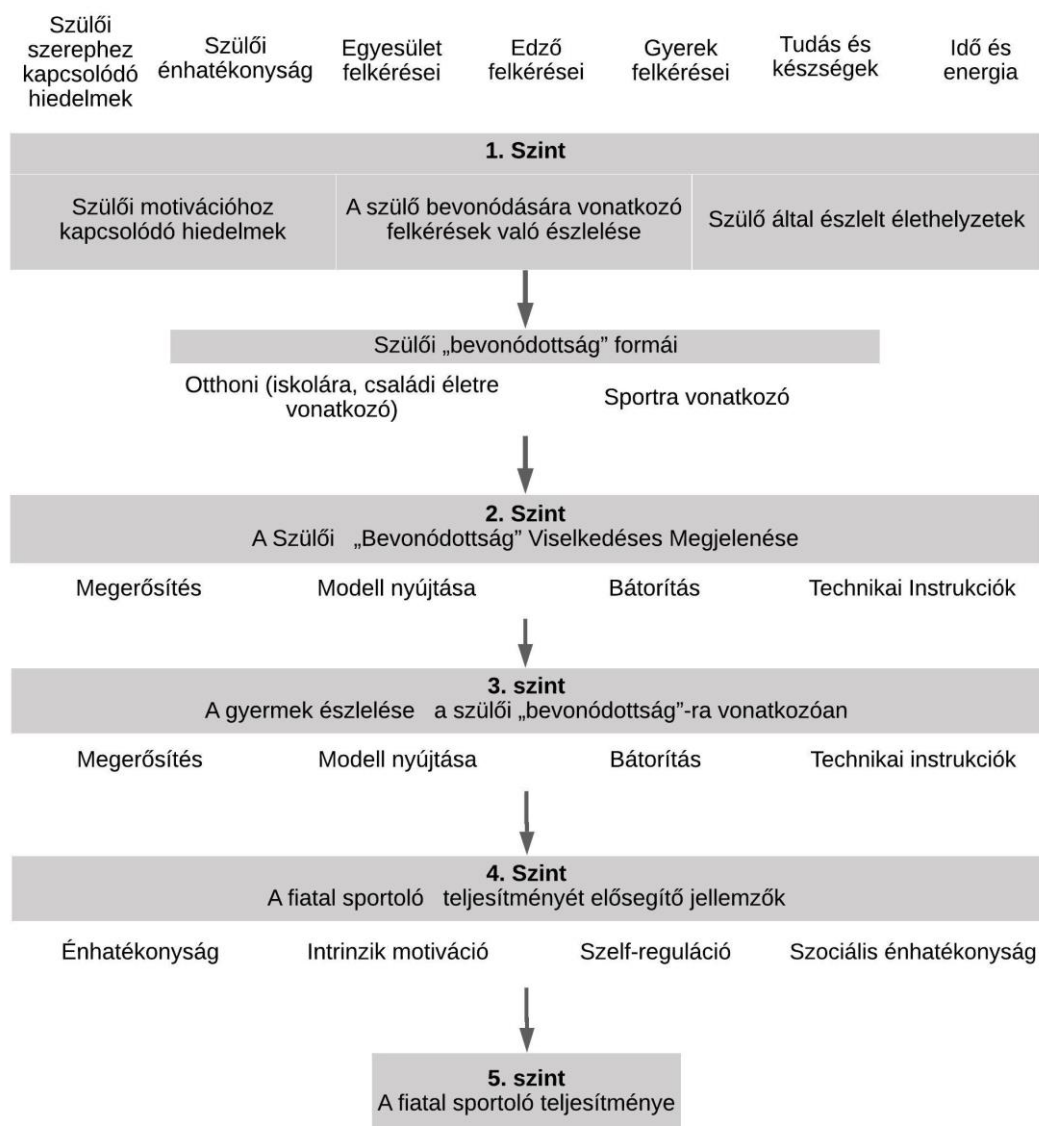 Szülői
szerephez
kapcsolódó
hiedelmek
Szülői
énhatékonyság
Egyesület
felkérései
Edző
felkérései
Gyerek
felkérései
Tudás és
készségek
Idő és
energia
1. Szint
Szülői motivációhoz
kapcsolódó hiedelmek
A szülő bevonódására vonatkozó
felkérések való észlelése
Szülő által észlelt élethelyzetek
Szülői „bevonódottság” formái
Otthoni (iskolára, családi életre
vonatkozó)
Sportra vonatkozó
2. Szint
A Szülői „Bevonódottság” Viselkedéses Megjelenése
Megerősítés Modell nyújtása Bátorítás Technikai Instrukciók
3. szint
A gyermek észlelése a szülői „bevonódottság”-ra vonatkozóan
Megerősítés Modell nyújtása Bátorítás Technikai instrukciók
4. Szint
A fiatal sportoló teljesítményét elősegítő jellemzők
Énhatékonyság Intrinzik motiváció Szelf-reguláció Szociális énhatékonyság
5. szint
A fiatal sportoló teljesítménye